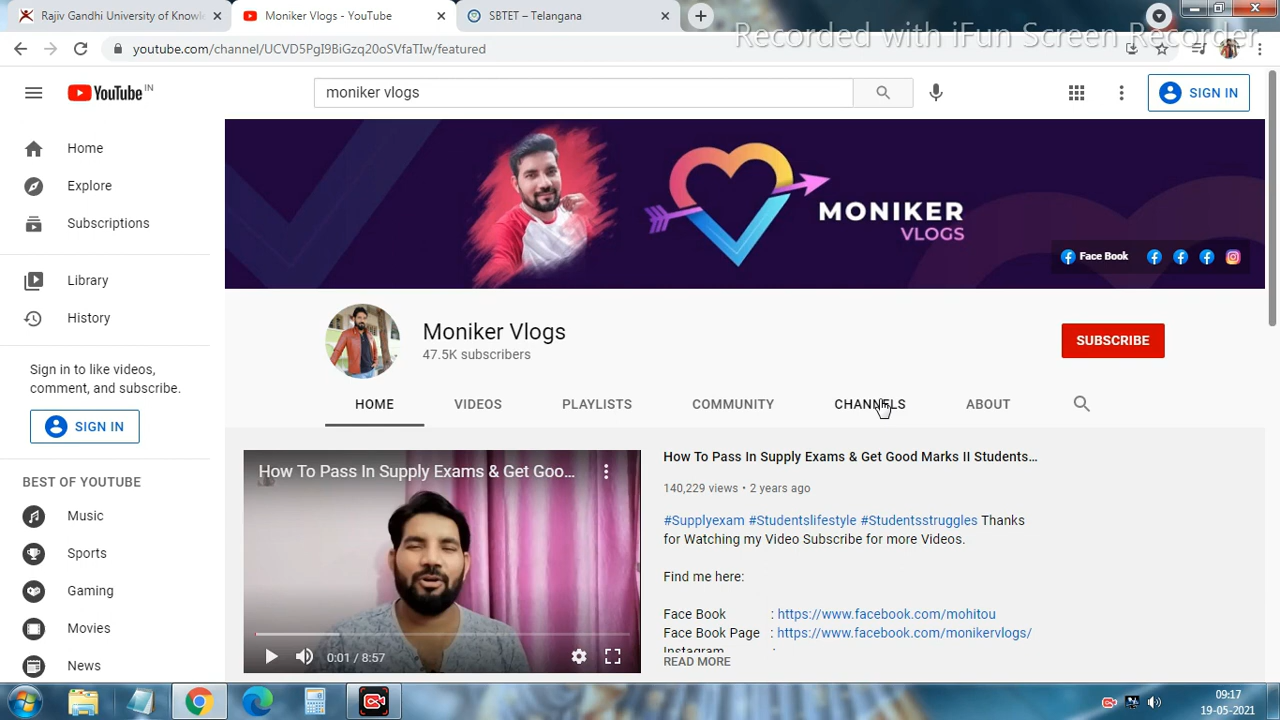 Rajiv Gandhi University of Knowl
Moniker Vlogs - YouTube
SBTET – Telangana
Recorded with iFun Screen Recorder
youtube.com/channel/UCVD5PgI9BiGzq20oSVfaTIw/featured
YouTube IN
moniker vlogs
SIGN IN
Home
Explore
Subscriptions
Library
History
Sign in to like videos,
comment, and subscribe.
SIGN IN
BEST OF YOUTUBE
Music
Sports
Gaming
Movies
News
MONIKER
VLOGS
Face Book
Moniker Vlogs
47.5K subscribers
SUBSCRIBE
HOME
VIDEOS
PLAYLISTS
COMMUNITY
CHANNELS
ABOUT
How To Pass In Supply Exams & Get Goo...
0:01 / 8:57
How To Pass In Supply Exams & Get Good Marks II Students...
140,229 views • 2 years ago
#Supplyexam #Studentslifestyle #Studentsstruggles Thanks
for Watching my Video Subscribe for more Videos.
Find me here:
Face Book : https://www.facebook.com/mohitou
Face Book Page : https://www.facebook.com/monikervlogs/
Instagram :
READ MORE
09:17
19-05-2021